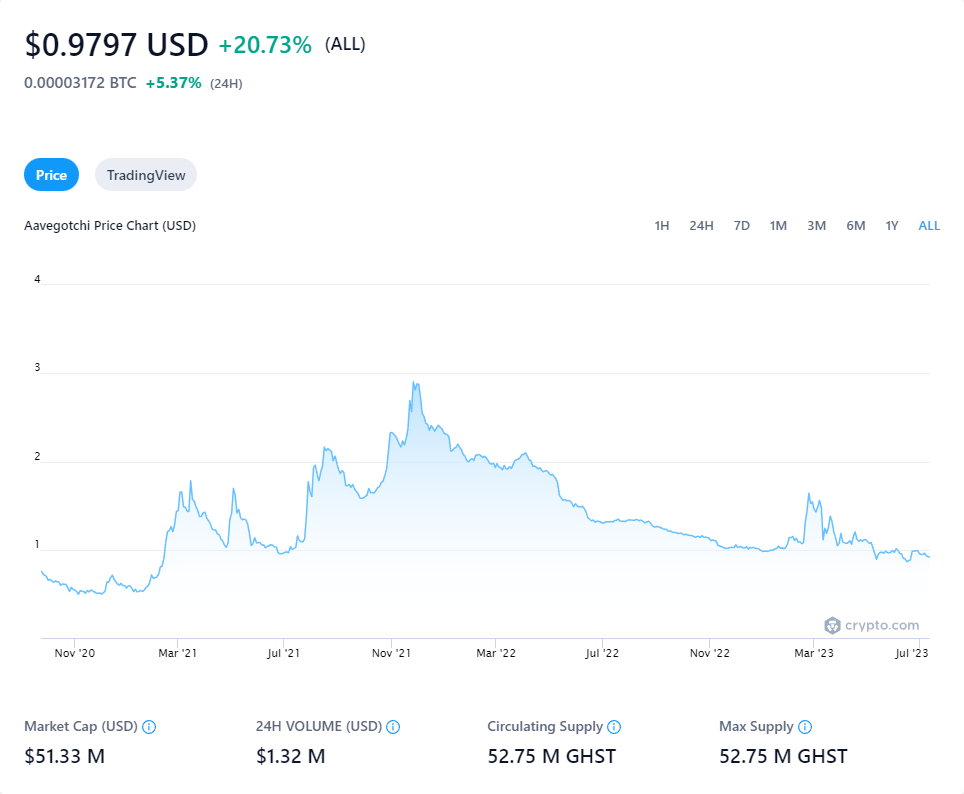 $0.9797 USD +20.73% (ALL)
0.00003172 BTC +5.37% (24H)
Price TradingView
Aavegotchi Price Chart (USD) 1H 24H 7D 1M 3M 6M 1Y ALL
4
3
2
1
crypto.com
Nov '20 Mar '21 Jul '21 Nov '21 Mar '22 Jul '22 Nov '22 Mar '23 Jul '23
Market Cap (USD) 24H VOLUME (USD) Circulating Supply Max Supply
$51.33 M $1.32 M 52.75 M GHST 52.75 M GHST